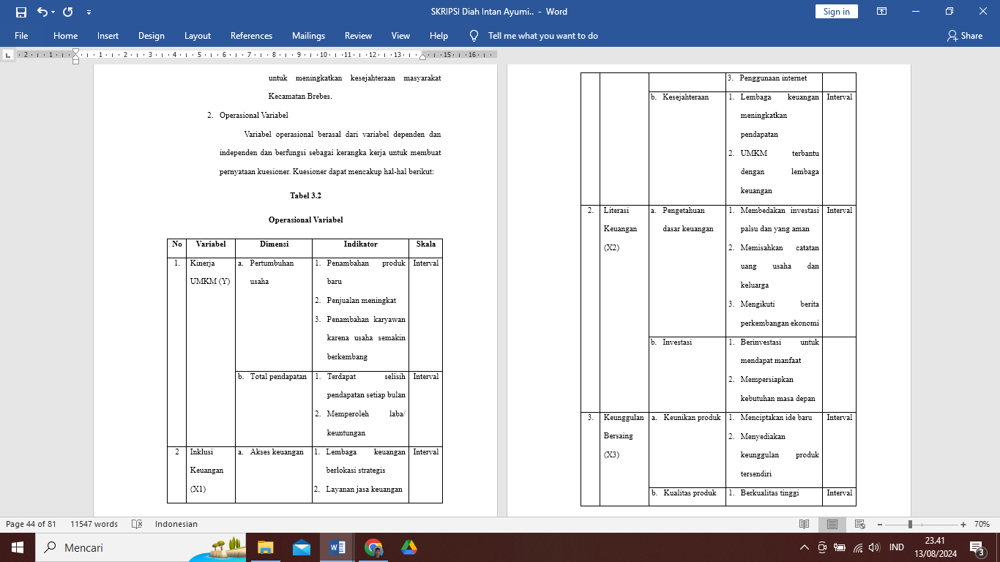 SKRIPSI Diah Intan Ayumi.. - Word
Sign in
File Home Insert Design Layout References Mailings Review View Help Tell me what you want to do Share
2 1 1 2 3 4 5 6 7 8 9 10 11 12 13 15 16
untuk meningkatkan kesejahteraan masyarakat
Kecamatan Brebes.
2. Operasional Variabel
Variabel operasional berasal dari variabel dependen dan
independen dan berfungsi sebagai kerangka kerja untuk membuat
pernyataan kuesioner. Kuesioner dapat mencakup hal-hal berikut:
Tabel 3.2
Operasional Variabel
No Variabel Dimensi Indikator Skala
1. Kinerja a. Pertumbuhan 1. Penambahan produk Interval
UMKM (Y) usaha baru
2. Penjualan meningkat
3. Penambahan karyawan
karena usaha semakin
berkembang
b. Total pendapatan 1. Terdapat selisih Interval
pendapatan setiap bulan
2. Memperoleh laba/
keuntungan
2 Inklusi a. Akses keuangan 1. Lembaga keuangan Interval
Keuangan berlokasi strategis
(X1) 2. Layanan jasa keuangan
3. Penggunaan internet
b. Kesejahteraan 1. Lembaga keuangan Interval
meningkatkan
pendapatan
2. UMKM terbantu
dengan lembaga
keuangan
2. Literasi a. Pengetahuan 1. Membedakan investasi Interval
Keuangan dasar keuangan palsu dan yang aman
(X2) 2. Memisahkan catatan
uang usaha dan
keluarga
3. Mengikuti berita
perkembangan ekonomi
b. Investasi 1. Berinvestasi untuk
mendapat manfaat
2. Mempersiapkan
kebutuhan masa depan
3. Keunggulan a. Keunikan produk 1. Menciptakan ide baru Interval
Bersaing 2. Menyediakan
(X3) keunggulan produk
tersendiri
b. Kualitas produk 1. Berkualitas tinggi Interval
Page 44 of 81 11547 words Indonesian 70%
Mencari
IND
23.41
13/08/2024
3